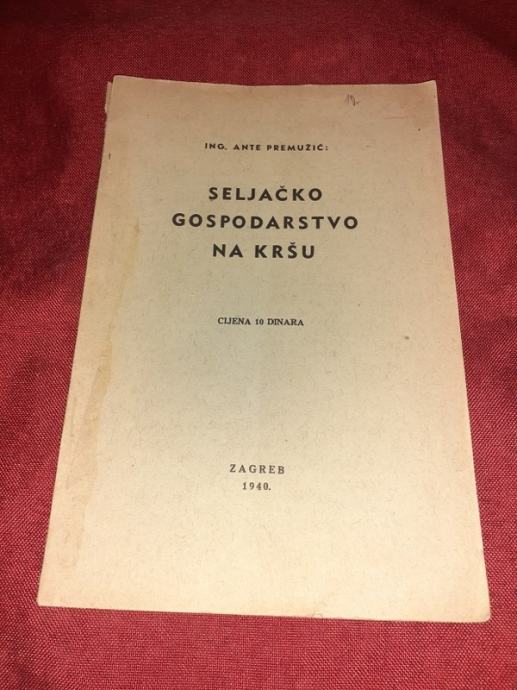 ING. ANTE PREMUŽIĆ:
SELJAČKO
GOSPODARSTVO
NA KRŠU
CIJENA 10 DINARA
ZAGREB
1940.